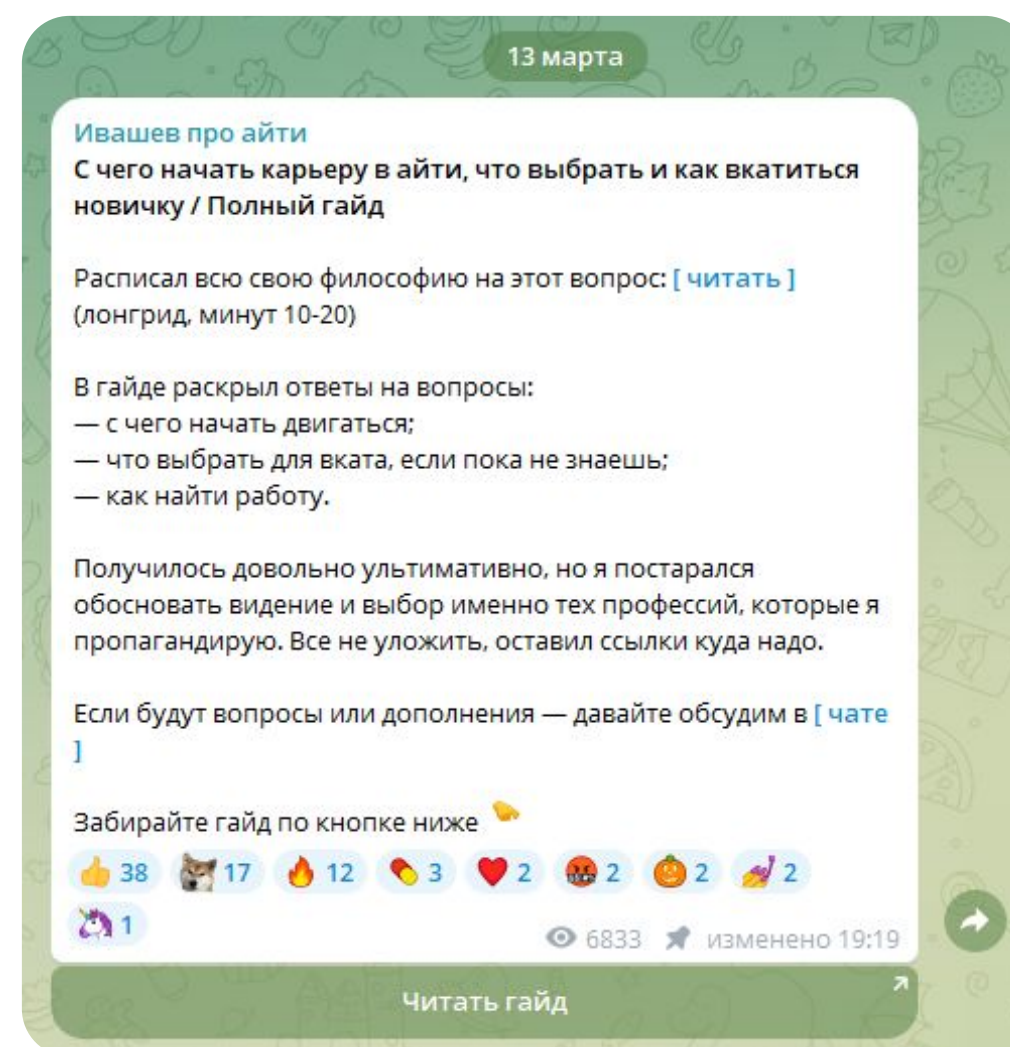 13 марта
Ивашев про айти
С чего начать карьеру в айти, что выбрать и как вкатиться
новичку / Полный гайд
Расписал всю свою философию на этот вопрос: [ читать ]
(лонгрид, минут 10-20)
В гайде раскрыл ответы на вопросы:
— с чего начать двигаться;
— что выбрать для вката, если пока не знаешь;
— как найти работу.
Получилось довольно ультимативно, но я постарался
обосновать видение и выбор именно тех профессий, которые я
пропагандирую. Все не уложить, оставил ссылки куда надо.
Если будут вопросы или дополнения — давайте обсудим в [ чате
]
Забирайте гайд по кнопке ниже
38 17 12 3 2 2 2 2
1
6833 изменено 19:19
Читать гайд